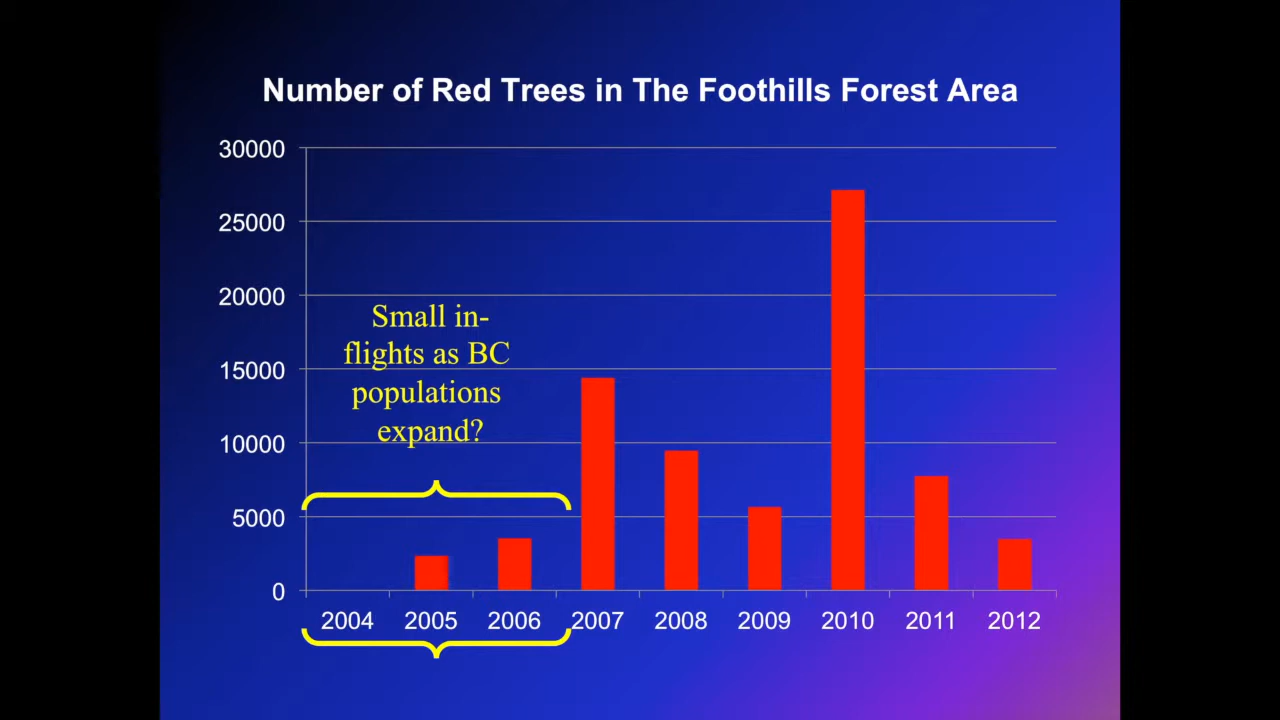 Number of Red Trees in The Foothills Forest Area
30000
25000
20000
15000
10000
5000
0
Small in-
flights as BC
populations
expand?
2004 2005 2006 2007 2008 2009 2010 2011 2012